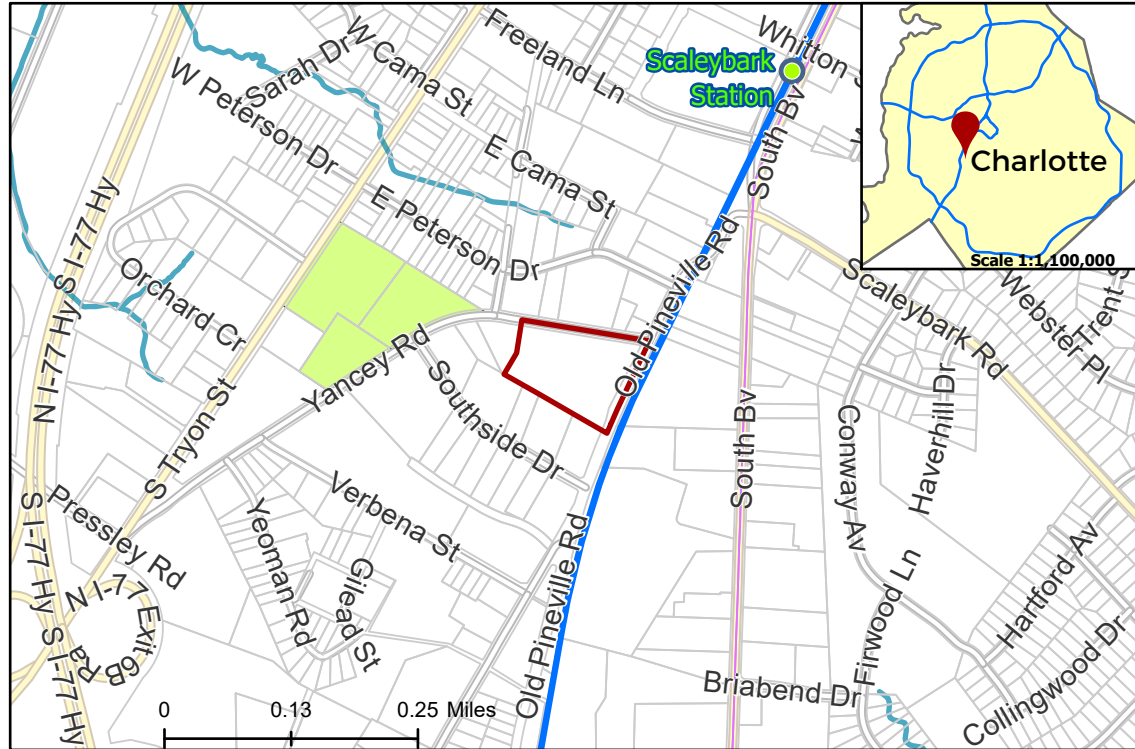 Whitton S
Freeland Ln
Scaleybark
Station
W Cama St
Sarah Dr
W Peterson Dr
South Bv
E Cama St
E Peterson Dr
Charlotte
Scale 1:1,100,000
N I-77 Hy S I-77 Hy
Orchard Cr
Old Pineville Rd
Scaleybark Rd
Webster Pl
Trent S
Yancey Rd
S Tryon St
Southside Dr
Conway Av
Haverhill Dr
South Bv
Pressley Rd
Verbena St
Yeoman Rd
Gilead St
Old Pineville Rd
Firwood Ln
Hartford Av
Collingwood Dr
Briabend Dr
S I-77 Hy
N I-77 Exit 6B Ra
S I-77 Hy
0 0.13 0.25 Miles